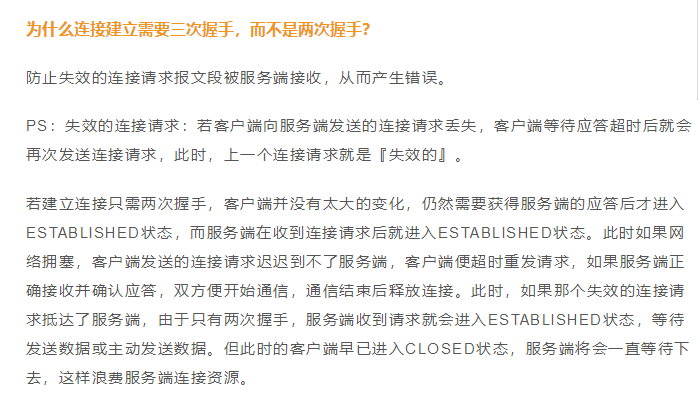 为什么连接建立需要三次握手，而不是两次握手?
防止失效的连接请求报文段被服务端接收，从而产生错误。
PS：失效的连接请求：若客户端向服务端发送的连接请求丢失，客户端等待应答超时后就会
再次发送连接请求，此时，上一个连接请求就是『失效的』。
若建立连接只需两次握手，客户端并没有太大的变化，仍然需要获得服务端的应答后才进入
ESTABLISHED状态，而服务端在收到连接请求后就进入ESTABLISHED状态。此时如果网
络拥塞，客户端发送的连接请求迟迟到不了服务端，客户端便超时重发请求，如果服务端正
确接收并确认应答，双方便开始通信，通信结束后释放连接。此时，如果那个失效的连接请
求抵达了服务端，由于只有两次握手，服务端收到请求就会进入ESTABLISHED状态，等待
发送数据或主动发送数据。但此时的客户端早已进入CLOSED状态，服务端将会一直等待下
去，这样浪费服务端连接资源。